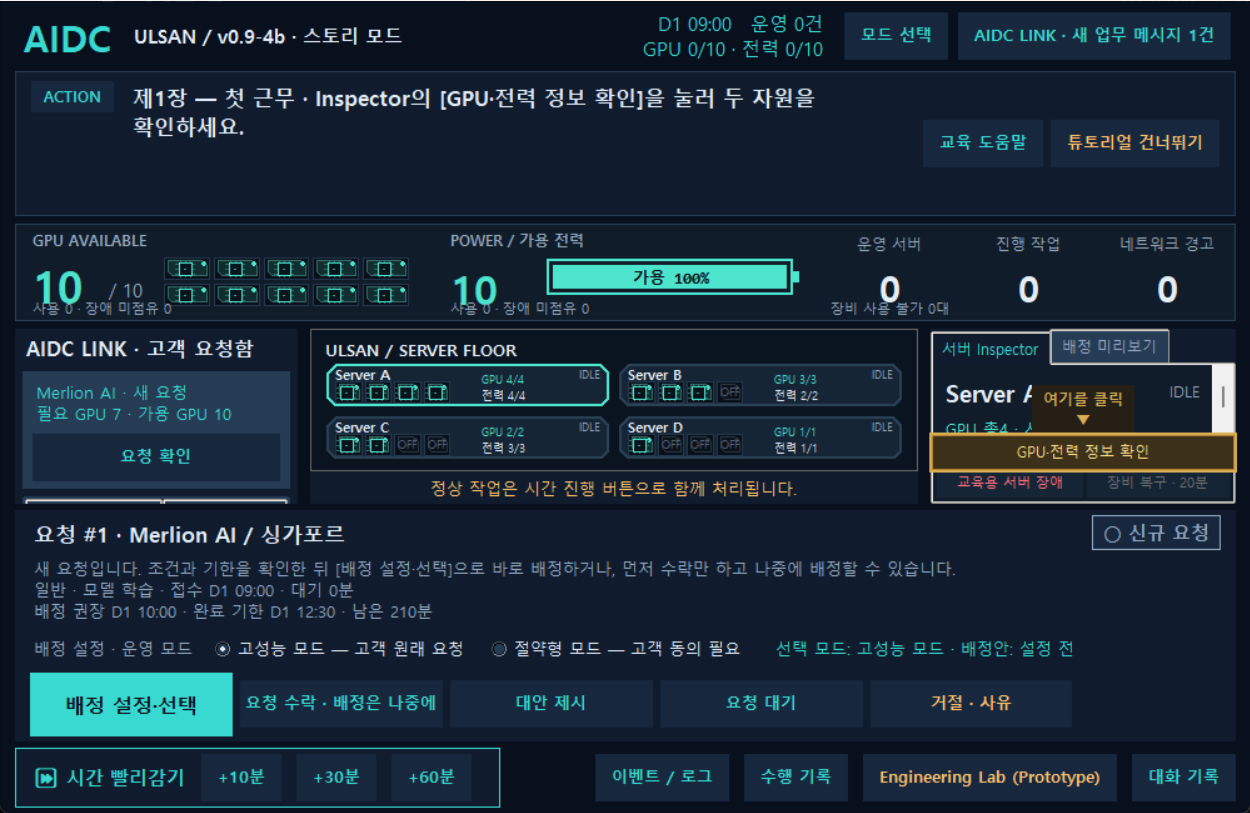 AIDC
ULSAN / v0.9-4b · 스토리 모드
D1 09:00 운영 0건
GPU 0/10 · 전력 0/10
모드 선택
AIDC LINK · 새 업무 메시지 1건
ACTION
제1장 — 첫 근무 · Inspector의 [GPU·전력 정보 확인]을 눌러 두 자원을
확인하세요.
교육 도움말
튜토리얼 건너뛰기
GPU AVAILABLE
10 / 10
사용 0 · 장애 미점유 0
POWER / 가용 전력
10
가용 100%
사용 0 · 장애 미점유 0
운영 서버
0
장비 사용 불가 0대
진행 작업
0
네트워크 경고
0
AIDC LINK · 고객 요청함
Merlion AI · 새 요청
필요 GPU 7 · 가용 GPU 10
요청 확인
ULSAN / SERVER FLOOR
Server A
GPU 4/4
전력 4/4
IDLE
Server B
OFF
GPU 3/3
전력 2/2
IDLE
Server C
OFF OFF
GPU 2/2
전력 3/3
IDLE
Server D
OFF OFF OFF
GPU 1/1
전력 1/1
IDLE
정상 작업은 시간 진행 버튼으로 함께 처리됩니다.
서버 Inspector
배정 미리보기
Server A
IDLE
여기를 클릭
GPU 총4 ·
GPU·전력 정보 확인
교육용 서버 장애
장비 복구 · 20분
요청 #1 · Merlion AI / 싱가포르
○ 신규 요청
새 요청입니다. 조건과 기한을 확인한 뒤 [배정 설정·선택]으로 바로 배정하거나, 먼저 수락만 하고 나중에 배정할 수 있습니다.
일반 · 모델 학습 · 접수 D1 09:00 · 대기 0분
배정 권장 D1 10:00 · 완료 기한 D1 12:30 · 남은 210분
배정 설정 · 운영 모드
고성능 모드 — 고객 원래 요청
절약형 모드 — 고객 동의 필요
선택 모드: 고성능 모드 · 배정안: 설정 전
배정 설정·선택
요청 수락 · 배정은 나중에
대안 제시
요청 대기
거절 · 사유
시간 빨리감기
+10분
+30분
+60분
이벤트 / 로그
수행 기록
Engineering Lab (Prototype)
대화 기록